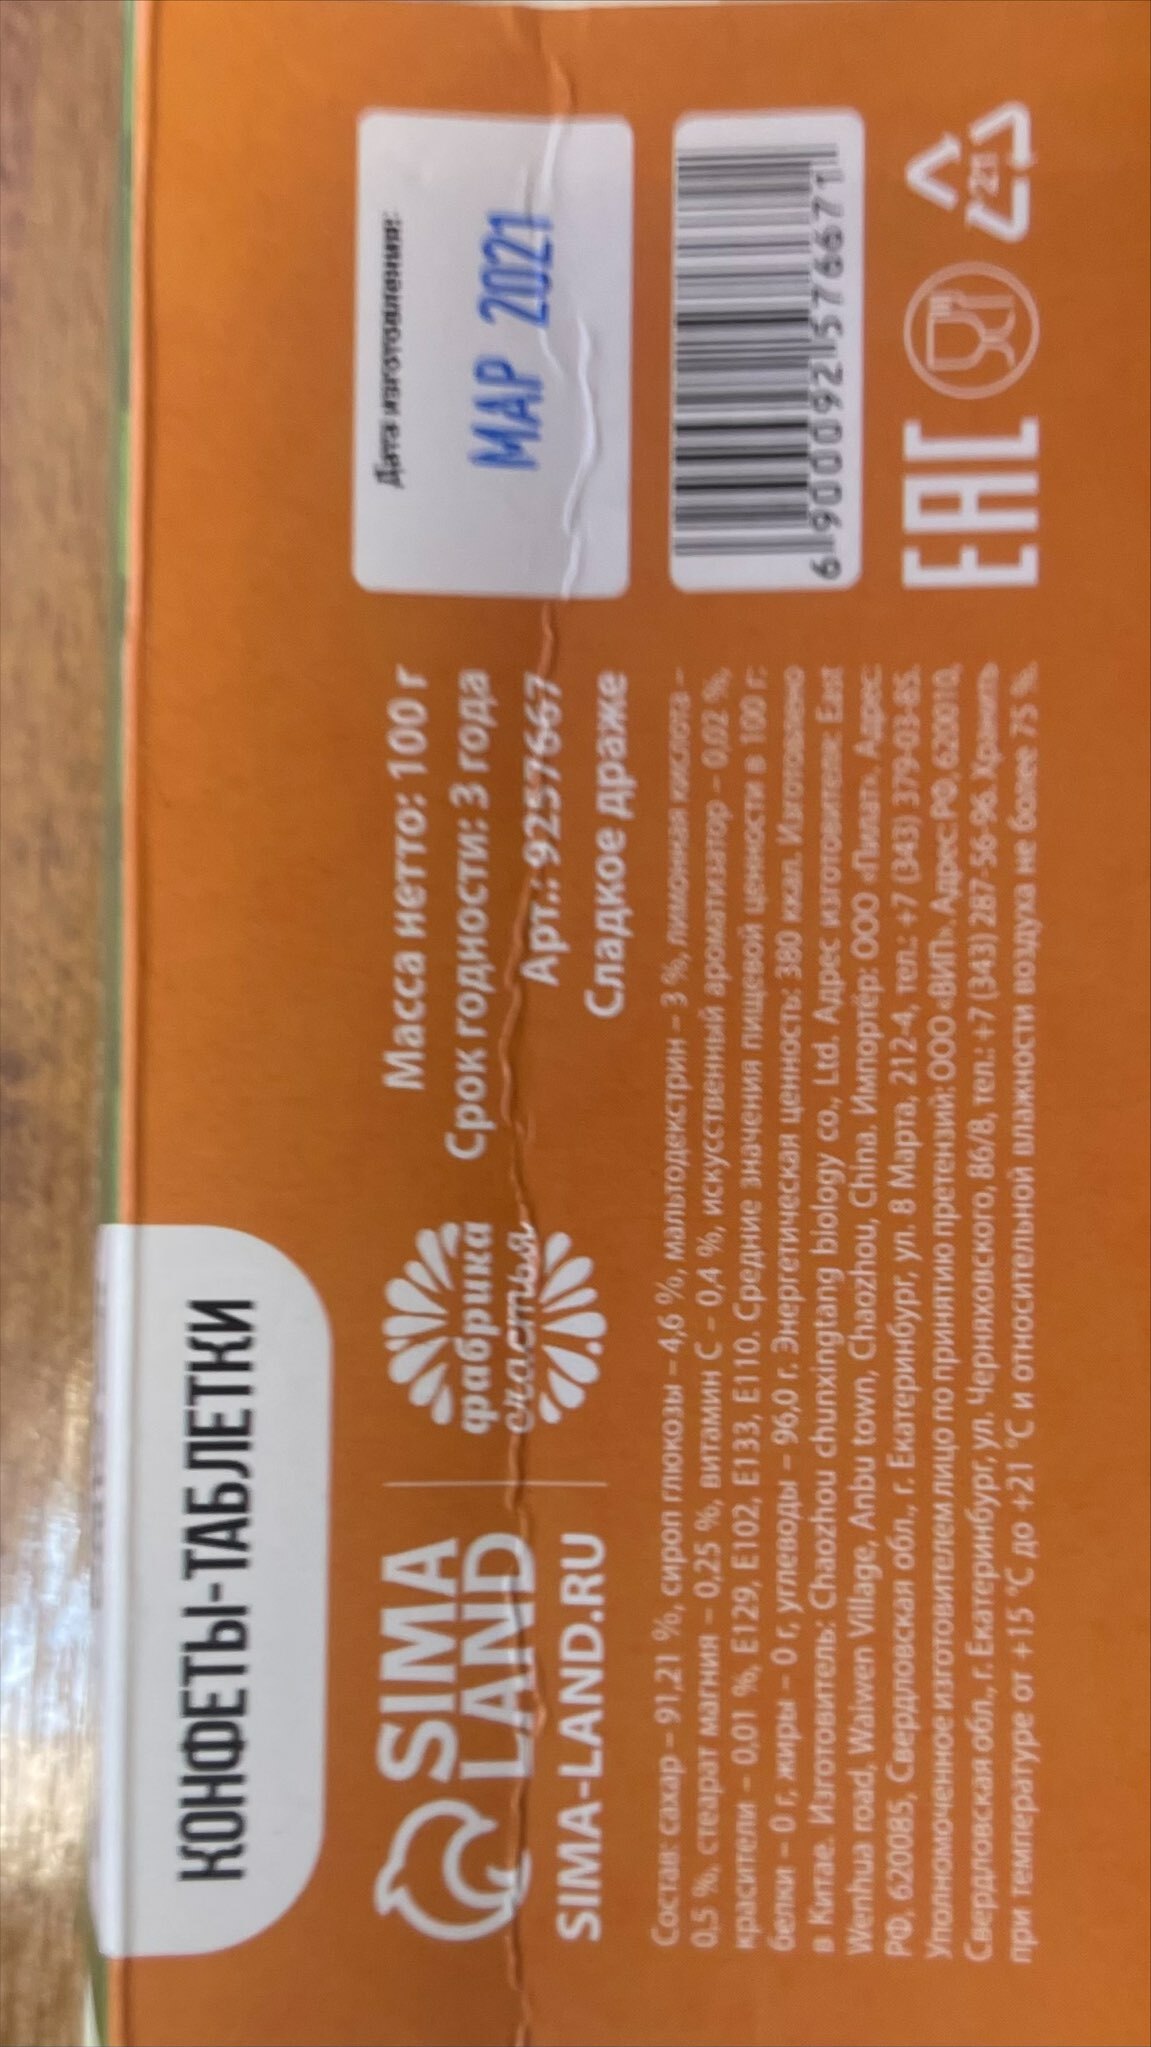 КОНФЕТЫ-ТАБЛЕТКИ
SIMA
LAND
SIMA-LAND.RU
фабрика
счастья
Масса нетто: 100 г
Срок годности: 3 года
Арт.: 9257667
Сладкое драже
Дата изготовления:
МАР 2021
Состав: сахар – 91,21 %, сироп глюкозы – 4,6 %, мальтодекстрин – 3 %, лимонная кислота –
0,5 %, стеарат магния – 0,25 %, витамин С – 0,4 %, искусственный ароматизатор – 0,02 %,
красители – 0,01 %, Е129, Е102, Е133, Е110. Средние значения пищевой ценности в 100 г:
белки – 0 г, жиры – 0 г, углеводы – 96,0 г. Энергетическая ценность: 380 ккал. Изготовлено
в Китае. Изготовитель: Chaozhou chunxingtang biology co., Ltd. Адрес изготовителя: East
Wenhua road, Waiwen Village, Anbu town, Chaozhou, China. Импортёр: ООО «Пилат». Адрес:
РФ, 620085, Свердловская обл., г. Екатеринбург, ул. 8 Марта, 212-4, тел.: +7 (343) 379-03-85.
Уполномоченное изготовителем лицо по принятию претензий: ООО «ВИП». Адрес: РФ, 620010,
Свердловская обл., г. Екатеринбург, ул. Черняховского, 86/8, тел.: +7 (343) 287-56-96. Хранить
при температуре от +15 °С до +21 °С и относительной влажности воздуха не более 75 %.
6 900092 576671
EAC
21